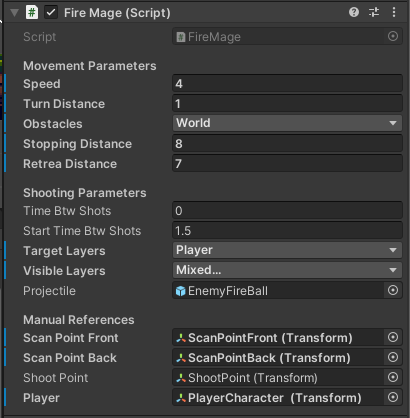 Fire Mage (Script)
Script FireMage
Movement Parameters
Speed 4
Turn Distance 1
Obstacles World
Stopping Distance 8
Retrea Distance 7
Shooting Parameters
Time Btw Shots 0
Start Time Btw Shots 1.5
Target Layers Player
Visible Layers Mixed...
Projectile EnemyFireBall
Manual References
Scan Point Front ScanPointFront (Transform)
Scan Point Back ScanPointBack (Transform)
Shoot Point ShootPoint (Transform)
Player PlayerCharacter (Transform)